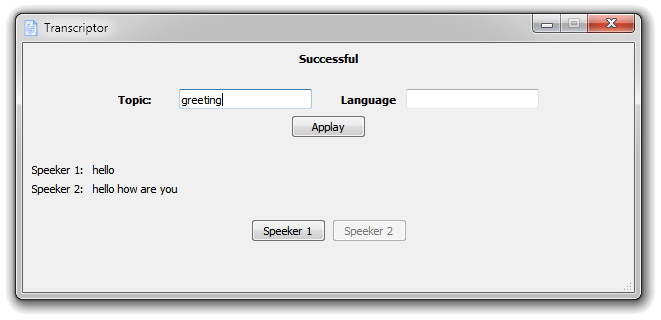 Transcriptor
Successful
Topic: greeting Language
Applay
Speeker 1: hello
Speeker 2: hello how are you
Speeker 1 Speeker 2